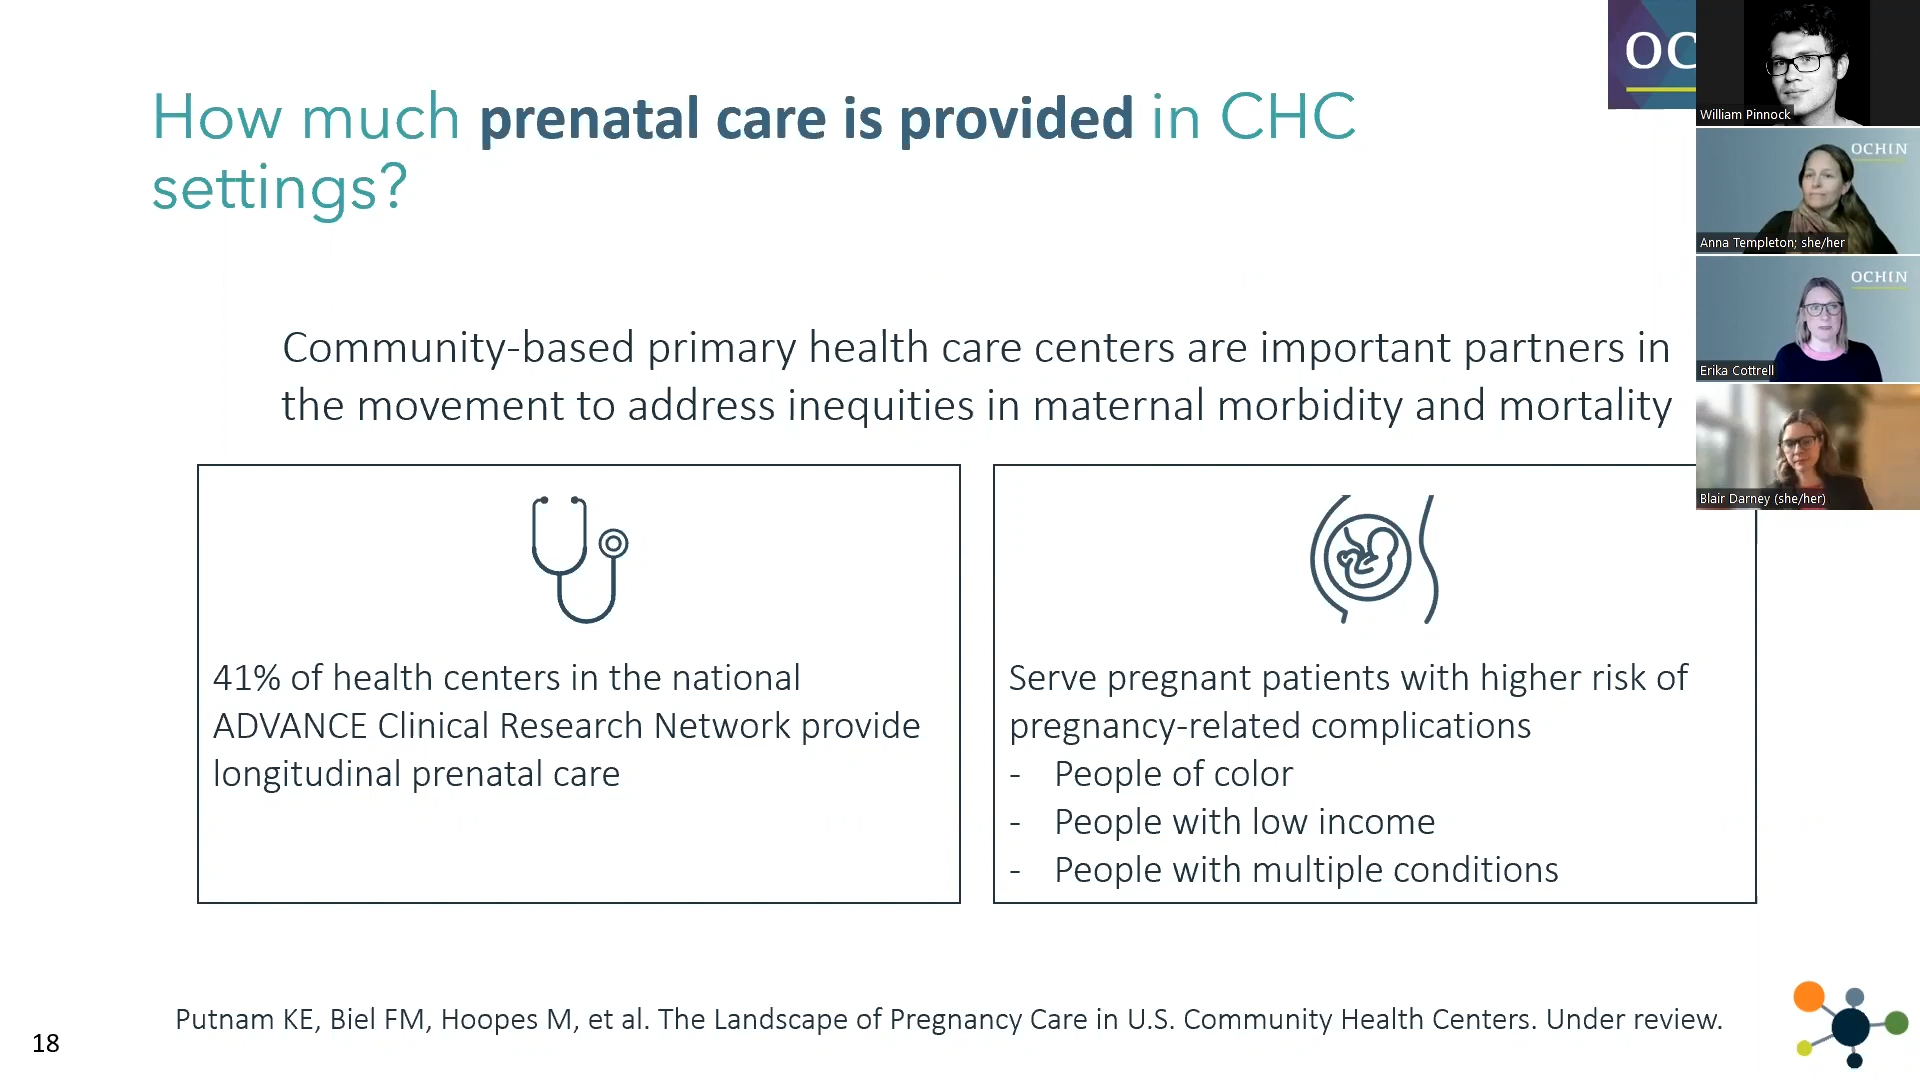 How much prenatal care is provided in CHC
settings?
Community-based primary health care centers are important partners in
the movement to address inequities in maternal morbidity and mortality
41% of health centers in the national
ADVANCE Clinical Research Network provide
longitudinal prenatal care
Serve pregnant patients with higher risk of
pregnancy-related complications
- People of color
- People with low income
- People with multiple conditions
Putnam KE, Biel FM, Hoopes M, et al. The Landscape of Pregnancy Care in U.S. Community Health Centers. Under review.
18
OC
William Pinnock
OCHIN
Anna Templeton; she/her
OCHIN
Erika Cottrell
Blair Darney (she/her)